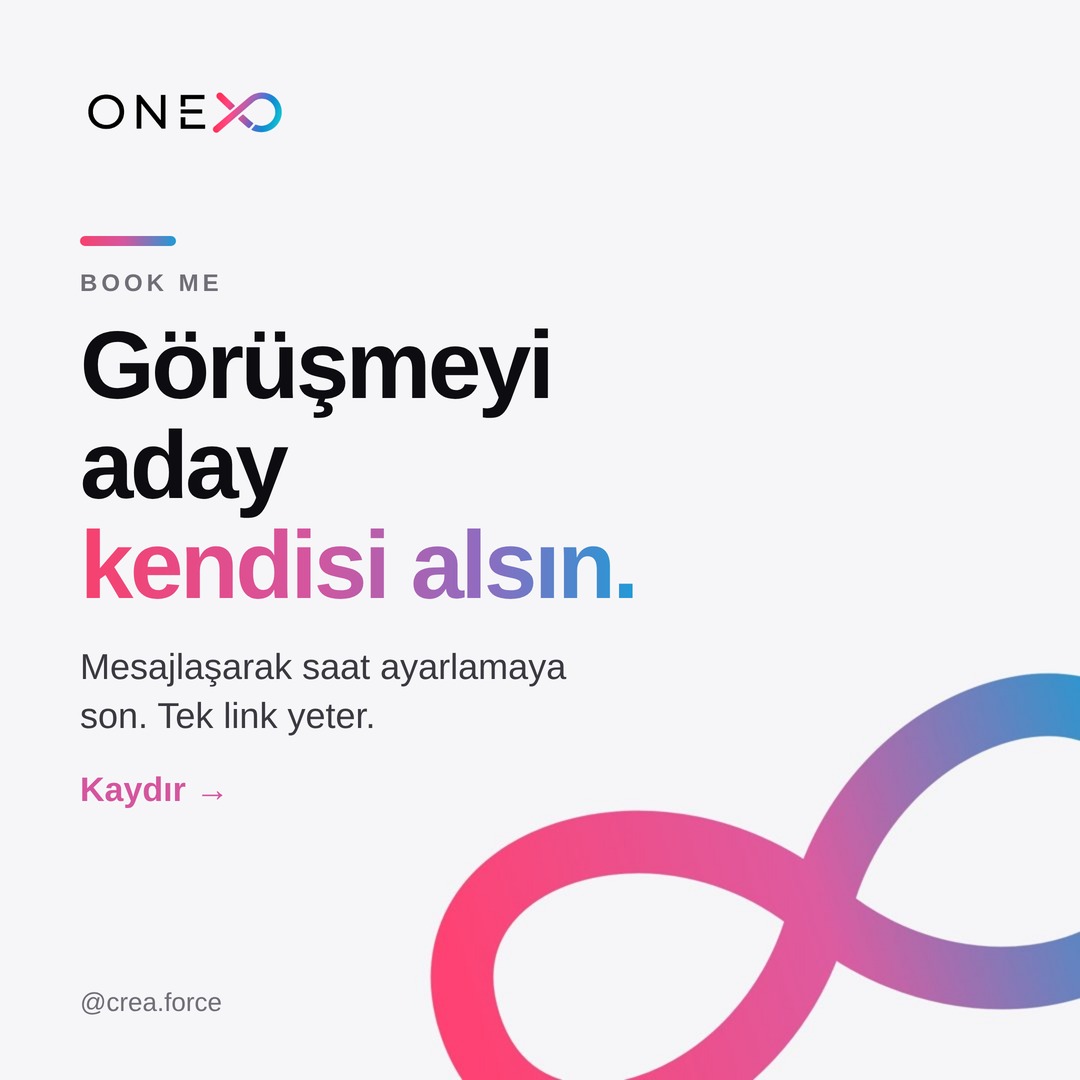 ONEXO
BOOK ME
Görüşmeyi
aday
kendisi alsın.
Mesajlaşarak saat ayarlamaya
son. Tek link yeter.
Kaydır →
@crea.force